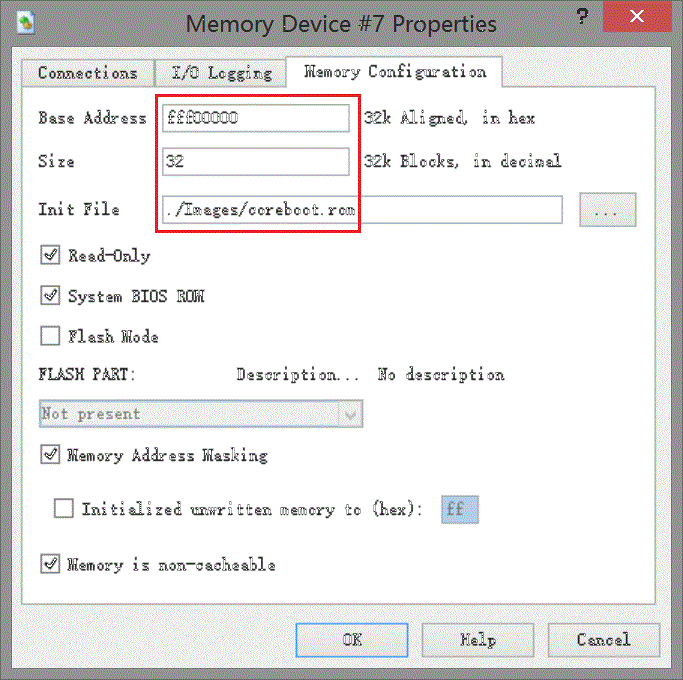 Memory Device #7 Properties
?
Connections I/O Logging Memory Configuration
Base Address fff00000 32k Aligned, in hex
Size 32 32k Blocks, in decimal
Init File ./Images/coreboot.rom ...
Read-Only
System BIOS ROM
Flash Mode
FLASH PART: Description... No description
Not present
Memory Address Masking
Initialized unwritten memory to (hex): ff
Memory is non-cacheable
OK Help Cancel